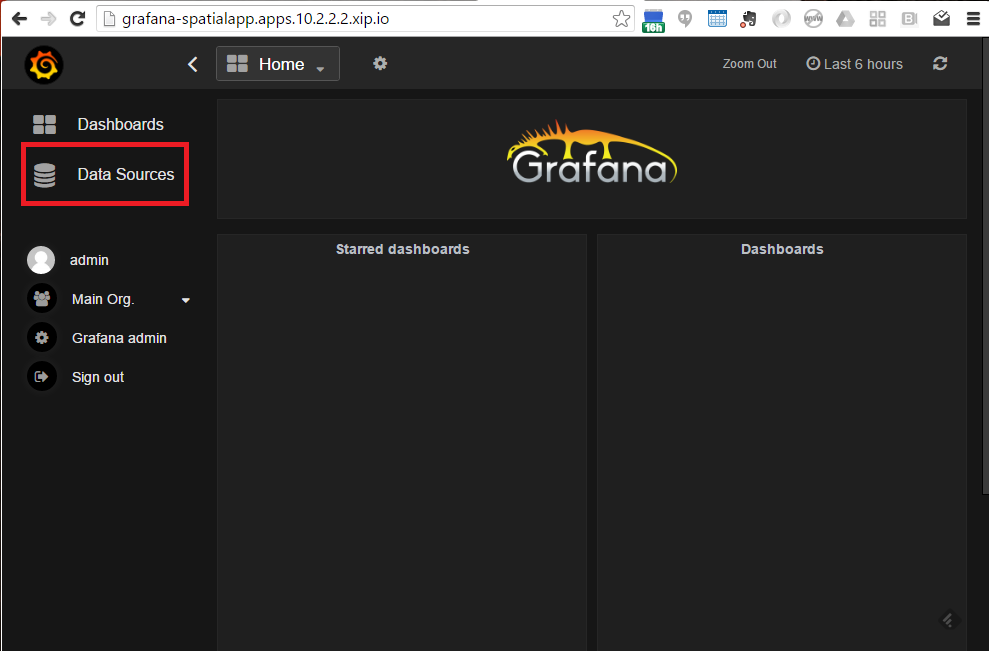 grafana-spatialapp.apps.10.2.2.2.xip.io
16h
Home
Zoom Out
Last 6 hours
Dashboards
Data Sources
Grafana
admin
Main Org.
Grafana admin
Sign out
Starred dashboards
Dashboards